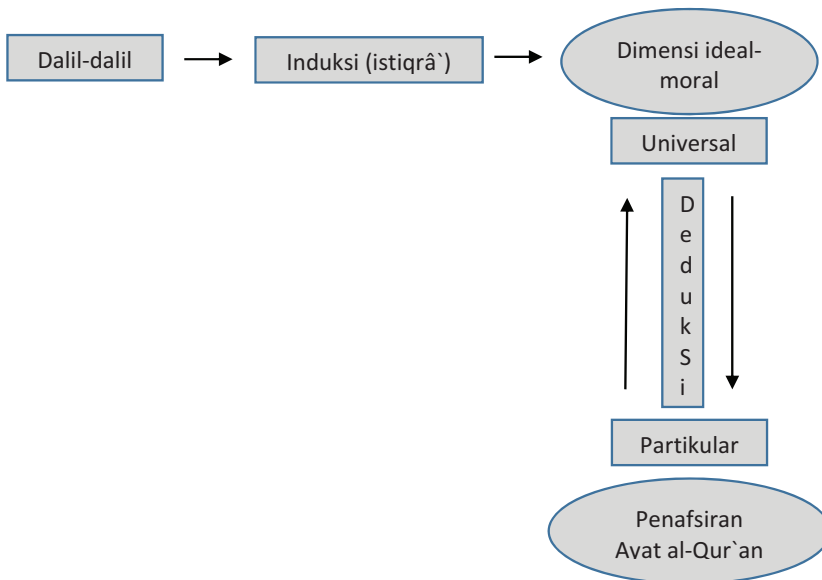 Dalil-dalil
Induksi (istiqrâ`)
Dimensi ideal-
moral
Universal
D
e
d
u
k
S
i
Partikular
Penafsiran
Ayat al-Qur`an